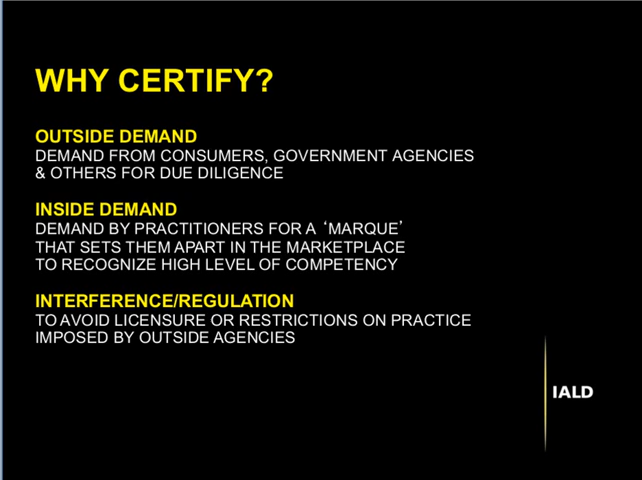 WHY CERTIFY?
OUTSIDE DEMAND
DEMAND FROM CONSUMERS, GOVERNMENT AGENCIES
& OTHERS FOR DUE DILIGENCE
INSIDE DEMAND
DEMAND BY PRACTITIONERS FOR A ‘MARQUE’
THAT SETS THEM APART IN THE MARKETPLACE
TO RECOGNIZE HIGH LEVEL OF COMPETENCY
INTERFERENCE/REGULATION
TO AVOID LICENSURE OR RESTRICTIONS ON PRACTICE
IMPOSED BY OUTSIDE AGENCIES
IALD